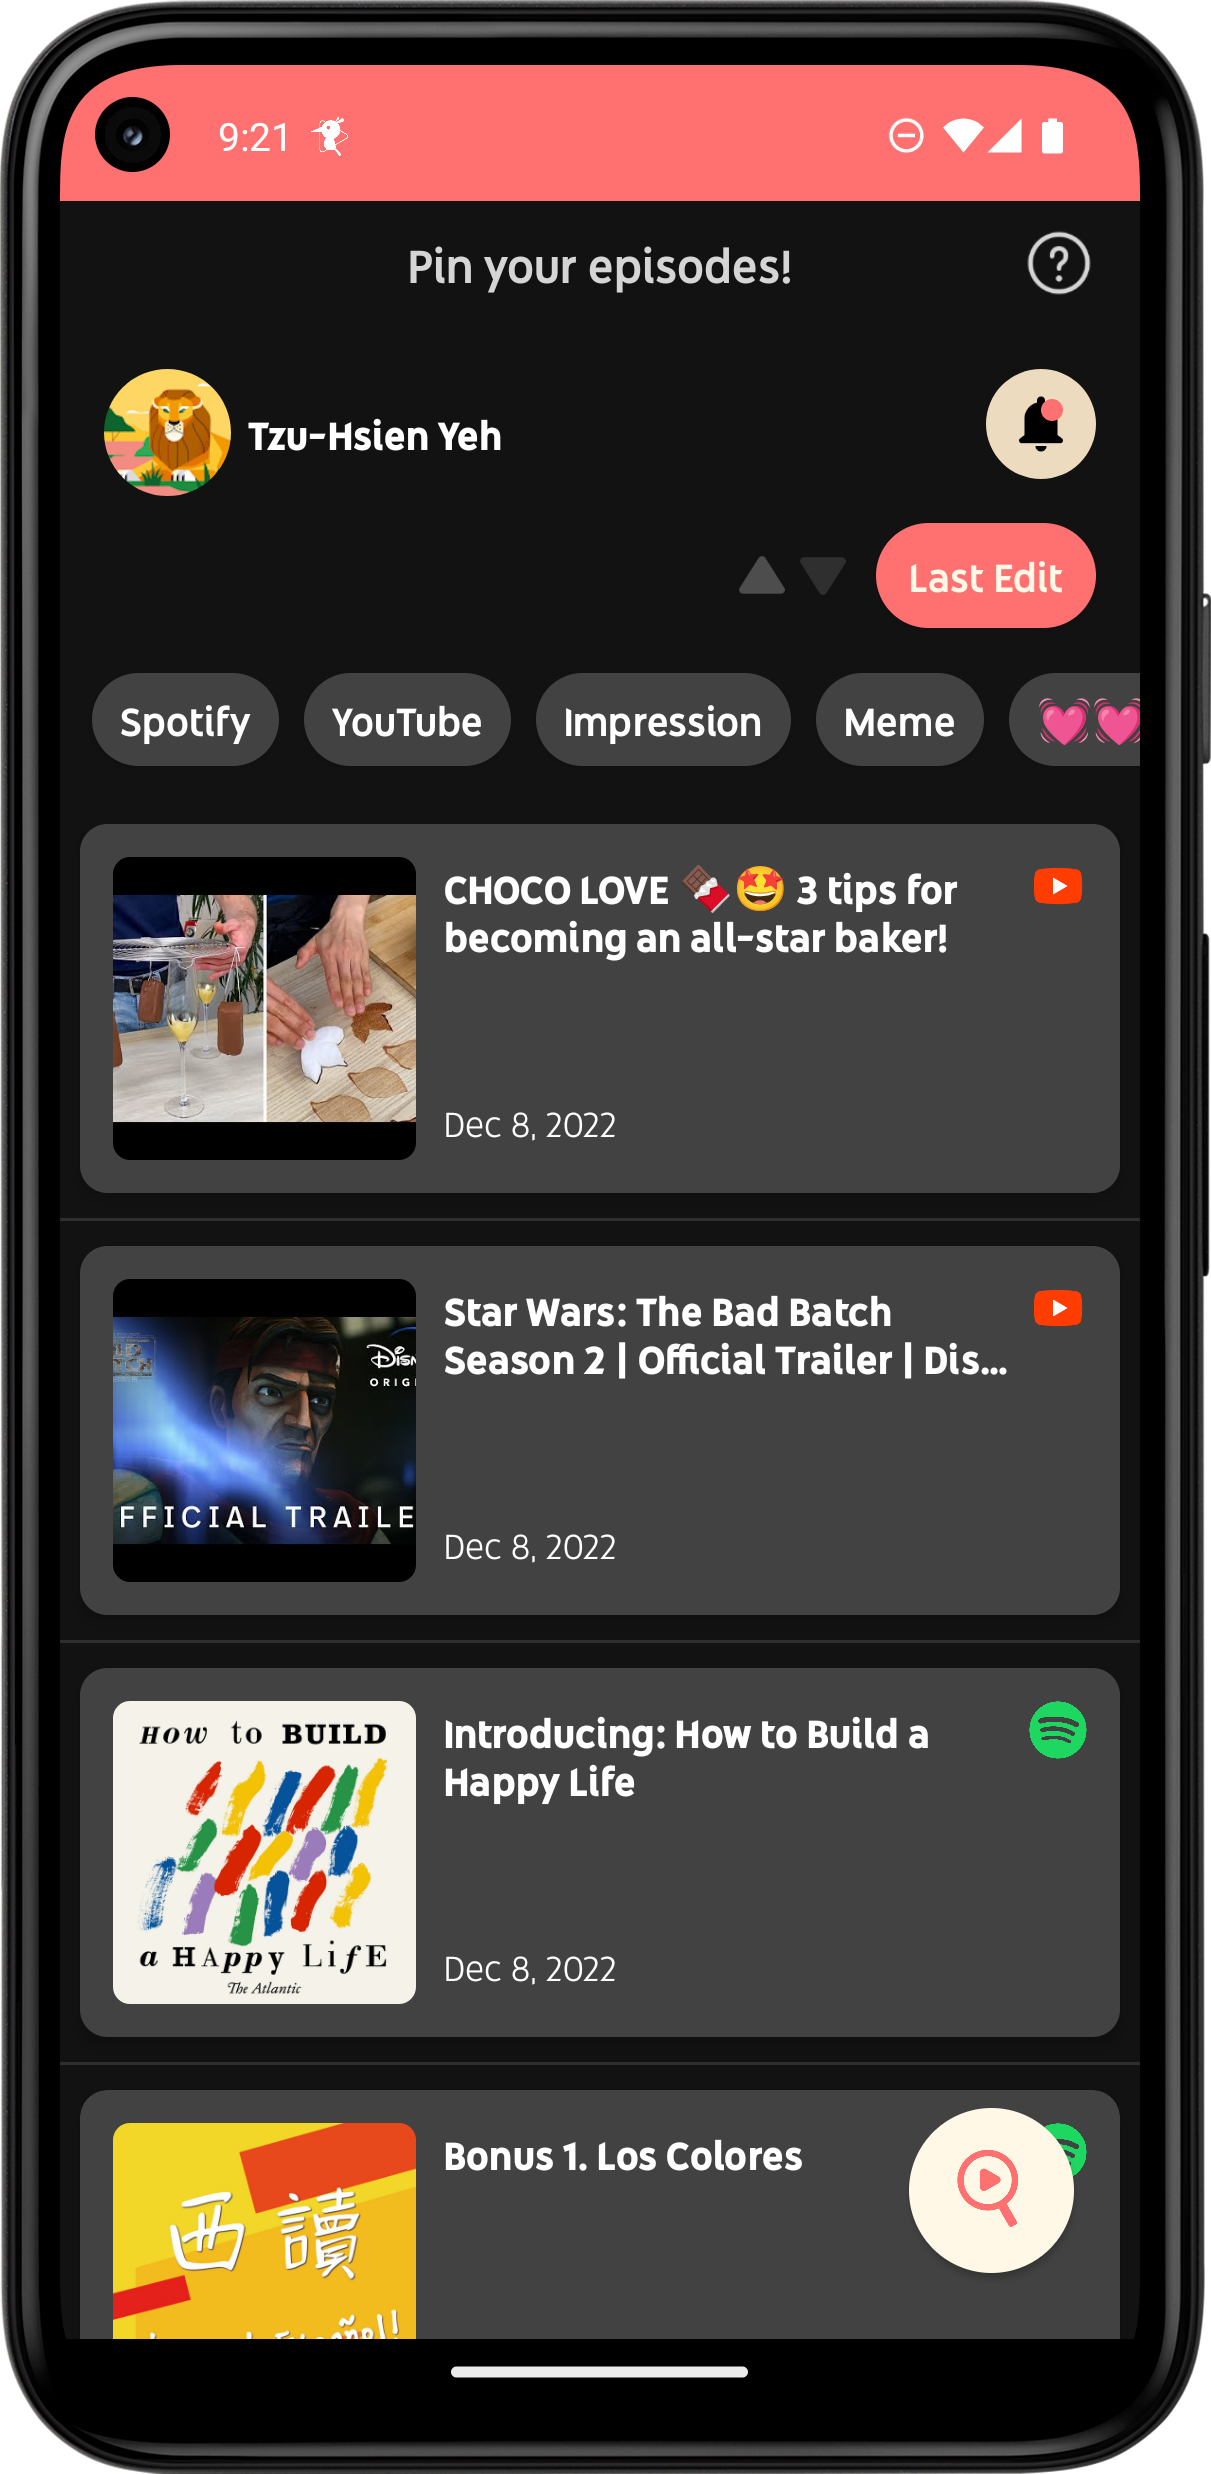 9:21
Pin your episodes!
?
Tzu-Hsien Yeh
Last Edit
Spotify YouTube Impression Meme 💓💓
CHOCO LOVE 🍫🤩 3 tips for
becoming an all-star baker!
Dec 8, 2022
Star Wars: The Bad Batch
Season 2 | Official Trailer | Dis...
ORIG
FFICIAL TRAILE
Dec 8, 2022
HOW to BUILD
a HAppy LifE
The Atlantic
Introducing: How to Build a
Happy Life
Dec 8, 2022
西讀
Bonus 1. Los Colores